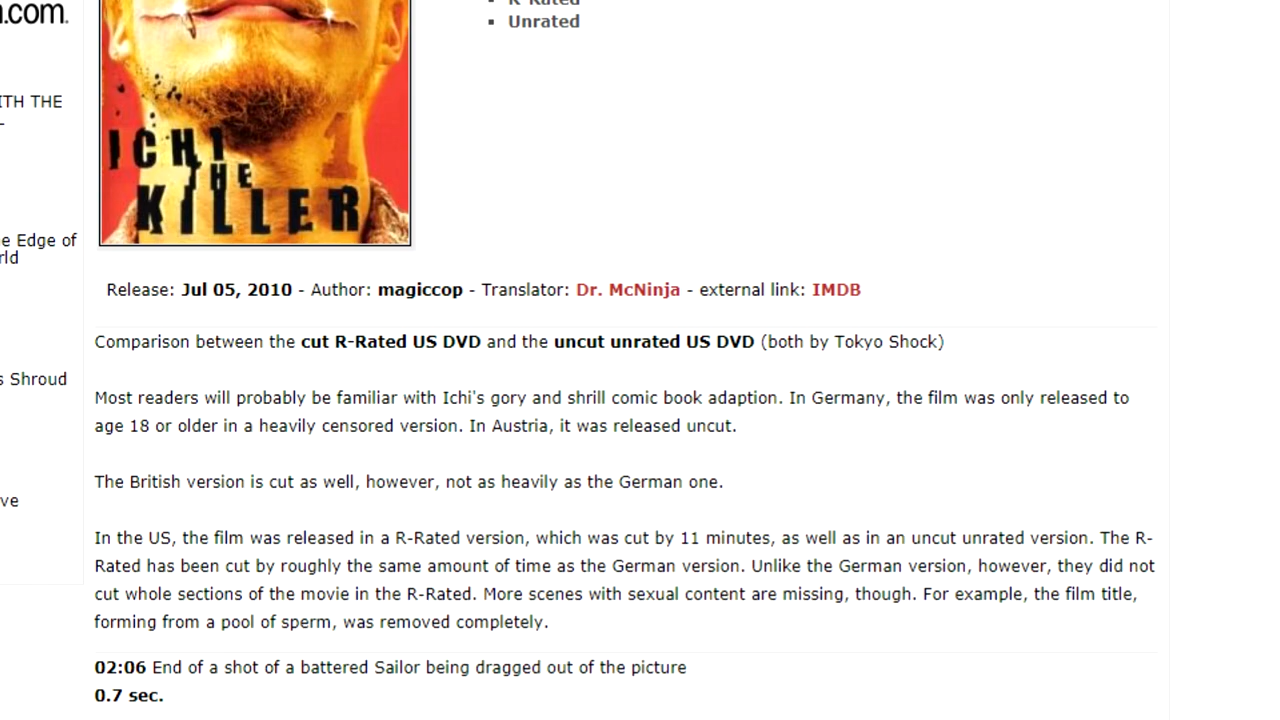 .com.
R-Rated
Unrated
ITH THE
e Edge of
rld
s Shroud
ve
ICHI
THE
KILLER
1
Release: Jul 05, 2010 - Author: magiccop - Translator: Dr. McNinja - external link: IMDB
Comparison between the cut R-Rated US DVD and the uncut unrated US DVD (both by Tokyo Shock)
Most readers will probably be familiar with Ichi's gory and shrill comic book adaption. In Germany, the film was only released to
age 18 or older in a heavily censored version. In Austria, it was released uncut.
The British version is cut as well, however, not as heavily as the German one.
In the US, the film was released in a R-Rated version, which was cut by 11 minutes, as well as in an uncut unrated version. The R-
Rated has been cut by roughly the same amount of time as the German version. Unlike the German version, however, they did not
cut whole sections of the movie in the R-Rated. More scenes with sexual content are missing, though. For example, the film title,
forming from a pool of sperm, was removed completely.
02:06 End of a shot of a battered Sailor being dragged out of the picture
0.7 sec.